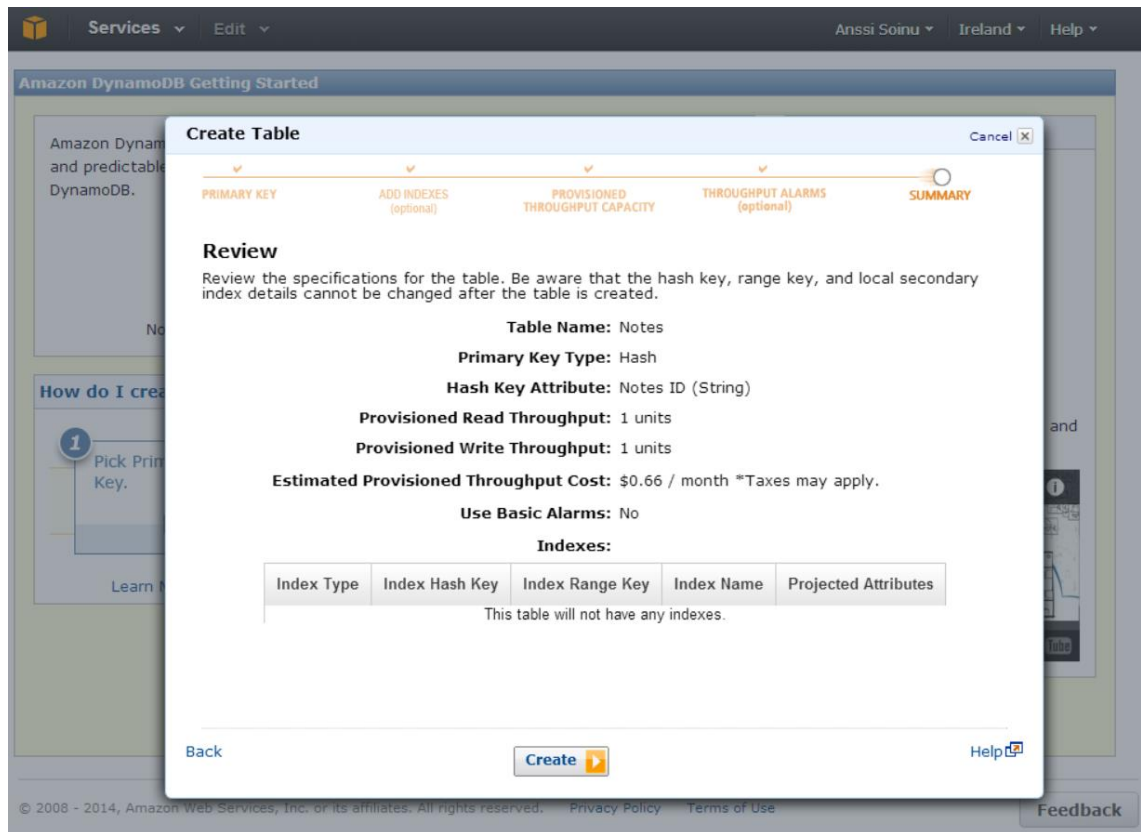 Services Edit Anssi Soinu Ireland Help
Amazon DynamoDB Getting Started
Amazon Dynam
and predictable
DynamoDB.
No
How do I crea
1
Pick Prim
Key.
Learn
and
Create Table
Cancel
PRIMARY KEY
ADD INDEXES
(optional)
PROVISIONED
THROUGHPUT CAPACITY
THROUGHPUT ALARMS
(optional)
SUMMARY
Review
Review the specifications for the table. Be aware that the hash key, range key, and local secondary
index details cannot be changed after the table is created.
Table Name: Notes
Primary Key Type: Hash
Hash Key Attribute: Notes ID (String)
Provisioned Read Throughput: 1 units
Provisioned Write Throughput: 1 units
Estimated Provisioned Throughput Cost: $0.66 / month *Taxes may apply.
Use Basic Alarms: No
Indexes:
Index Type Index Hash Key Index Range Key Index Name Projected Attributes
This table will not have any indexes.
Back
Create
Help
© 2008 - 2014, Amazon Web Services, Inc. or its affiliates. All rights reserved. Privacy Policy Terms of Use
Feedback